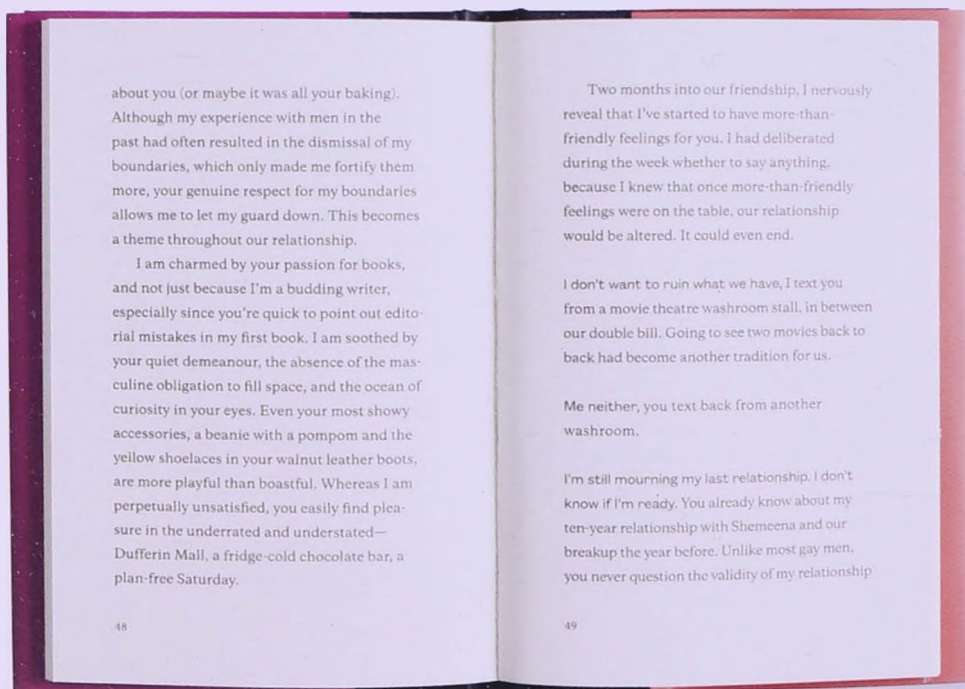 about you (or maybe it was all your baking).
Although my experience with men in the
past had often resulted in the dismissal of my
boundaries, which only made me fortify them
more, your genuine respect for my boundaries
allows me to let my guard down. This becomes
a theme throughout our relationship.
I am charmed by your passion for books,
and not just because I'm a budding writer,
especially since you're quick to point out edito-
rial mistakes in my first book. I am soothed by
your quiet demeanour, the absence of the mas-
culine obligation to fill space, and the ocean of
curiosity in your eyes. Even your most showy
accessories, a beanie with a pompom and the
yellow shoelaces in your walnut leather boots,
are more playful than boastful. Whereas I am
perpetually unsatisfied, you easily find plea-
sure in the underrated and understated—
Dufferin Mall, a fridge-cold chocolate bar, a
plan-free Saturday.
48
Two months into our friendship, I nervously
reveal that I've started to have more-than-
friendly feelings for you. I had deliberated
during the week whether to say anything,
because I knew that once more-than-friendly
feelings were on the table, our relationship
would be altered. It could even end.
I don't want to ruin what we have, I text you
from a movie theatre washroom stall, in between
our double bill. Going to see two movies back to
back had become another tradition for us.
Me neither, you text back from another
washroom.
I'm still mourning my last relationship. I don't
know if I'm ready. You already know about my
ten-year relationship with Shemeena and our
breakup the year before. Unlike most gay men,
you never question the validity of my relationship
49